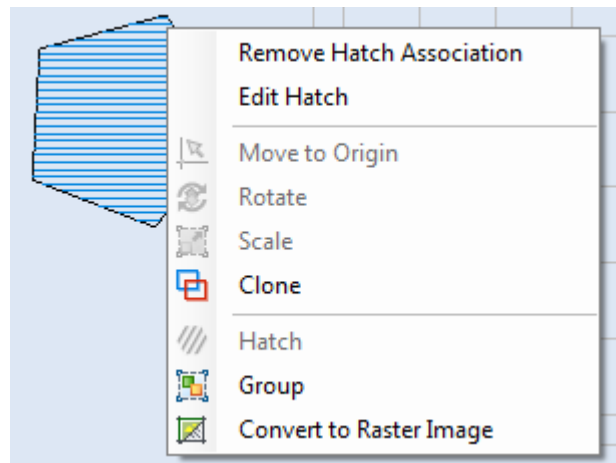 Remove Hatch Association
Edit Hatch
Move to Origin
Rotate
Scale
Clone
Hatch
Group
Convert to Raster Image